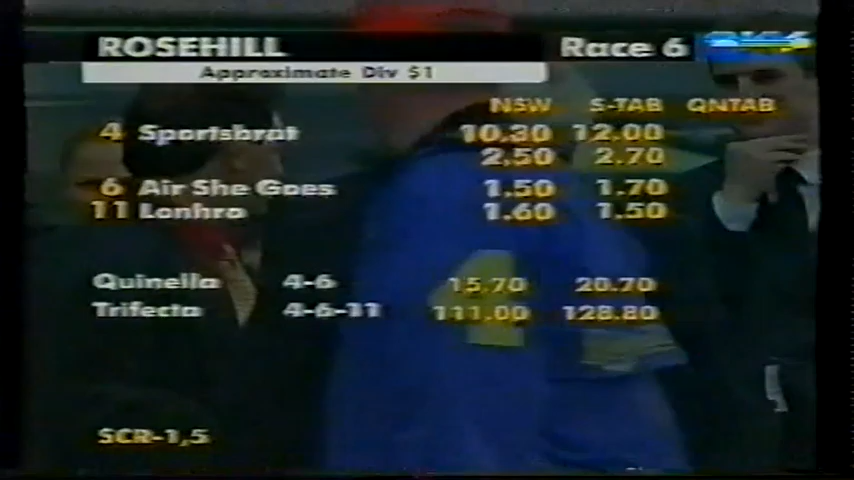 ROSEHILL Race 6
Approximate Div $1
NSW S-TAB QNTAB
4 Sportsbrat 10.30 12.00
2.50 2.70
6 Air She Goes 1.50 1.70
11 Lonhro 1.60 1.50
Quinella 4-6 15.70 20.70
Trifecta 4-6-11 111.00 128.80
4
SCR-1,5